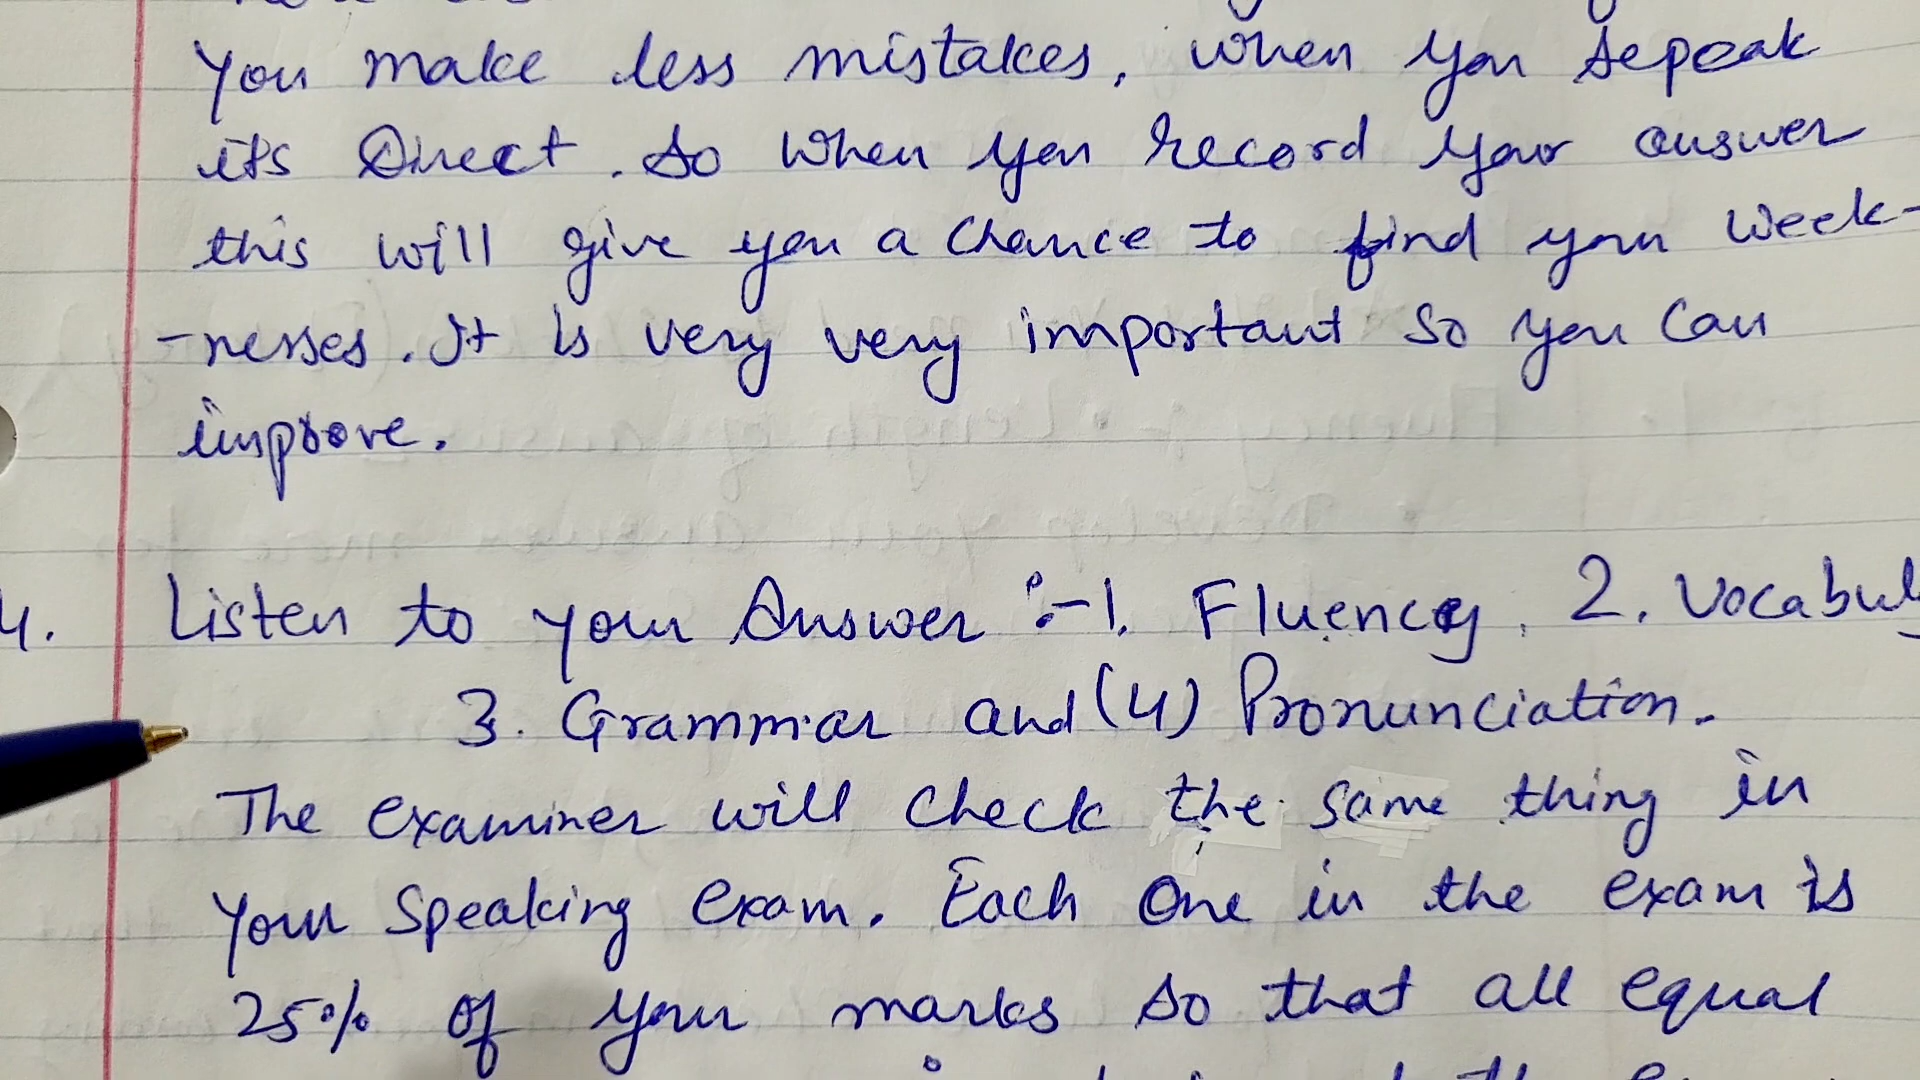 You make less mistakes, when you sepeak
its Direct. So when you record your answer
this will give you a chance to find your week-
-nesses. It is very very important so you can
improve.
4. Listen to your Answer :- 1. Fluency, 2. Vocabul
3. Grammar and (4) Pronunciation.
The examiner will check the same thing in
your speaking exam. Each One in the exam is
25% of your marks so that all equal